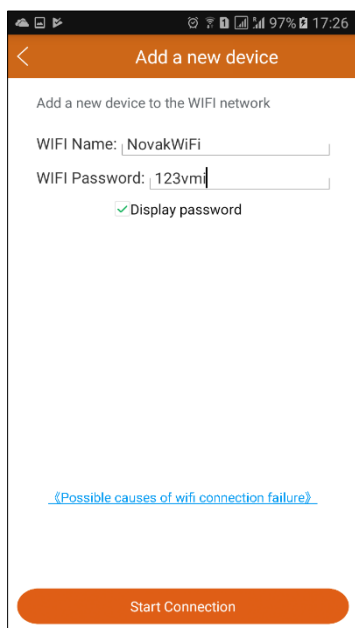 97% 17:26
Add a new device
Add a new device to the WIFI network
WIFI Name: NovakWiFi
WIFI Password: 123vmi
Display password
《Possible causes of wifi connection failure》
Start Connection